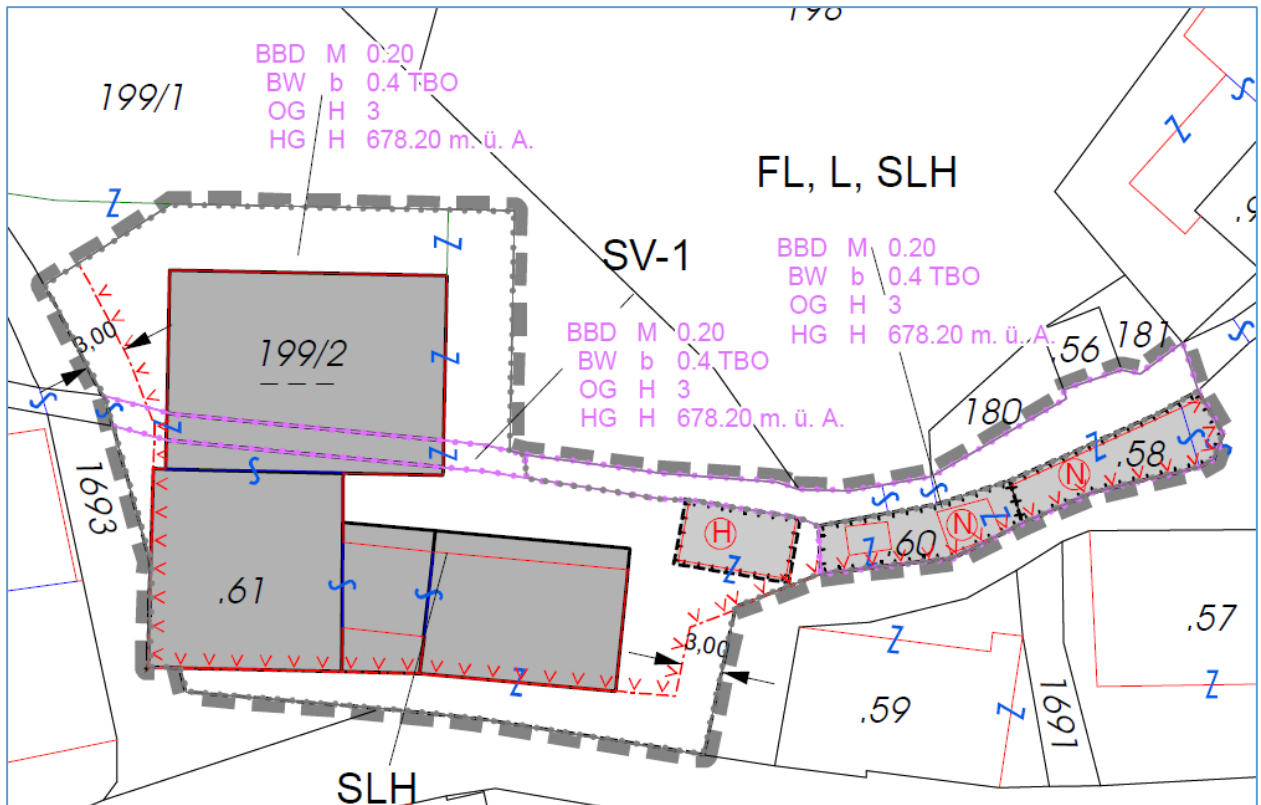 196
BBD M 0.20
BW b 0.4 TBO
OG H 3
HG H 678.20 m. ü. A.
199/1
FL, L, SLH
SV-1
BBD M 0.20
BW b 0.4 TBO
OG H 3
HG H 678.20 m. ü. A.
BBD M 0.20
BW b 0.4 TBO
OG H 3
HG H 678.20 m. ü. A.
3,00
199/2
.56
181
180
.58
N
1693
H
N
60
.61
.57
3,00
.59
1691
SLH